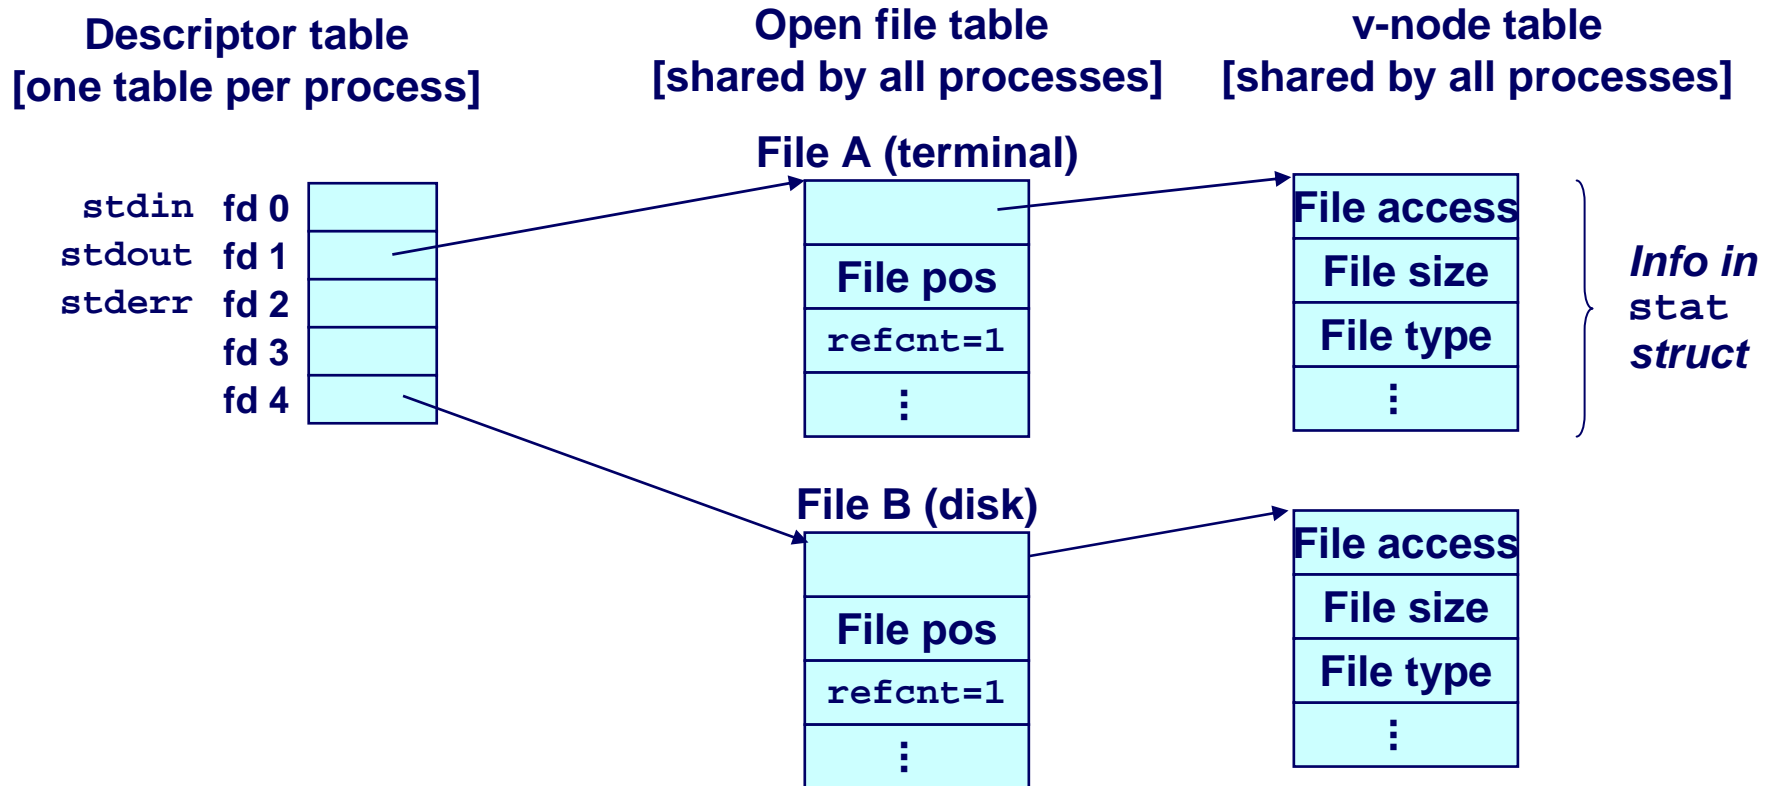 Descriptor table
[one table per process]
Open file table
[shared by all processes]
v-node table
[shared by all processes]
stdin fd 0
stdout fd 1
stderr fd 2
fd 3
fd 4
File A (terminal)
File pos
refcnt=1
⋮
File B (disk)
File pos
refcnt=1
⋮
File access
File size
File type
⋮
File access
File size
File type
⋮
Info in
stat
struct